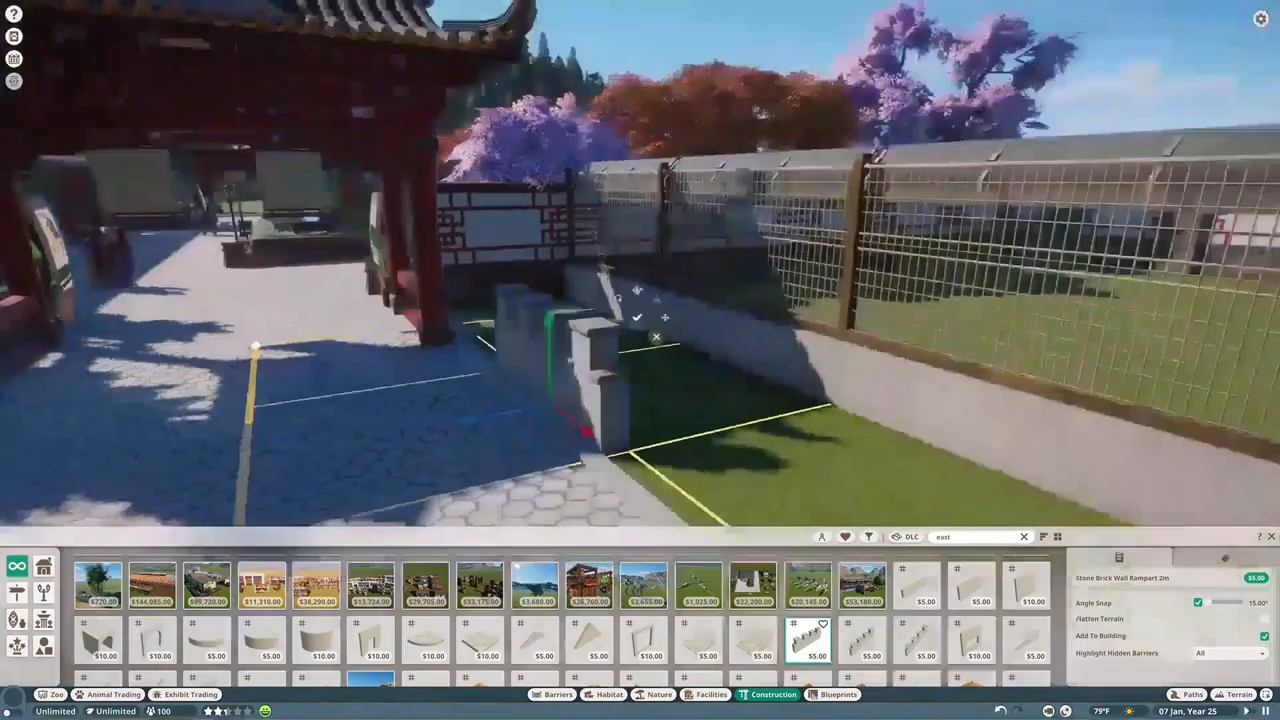 DLC east ?
$720.00 $144,085.00 $99,720.00 $11,310.00 $38,290.00 $13,724.00 $29,705.00 $33,175.00 $3,680.00 $26,760.00 $3,655.00 $1,025.00 $22,200.00 $20,145.00 $53,180.00 $5.00 $5.00 $10.00
$10.00 $10.00 $5.00 $5.00 $10.00 $10.00 $10.00 $10.00 $5.00 $5.00 $10.00 $5.00 $5.00 $5.00 $5.00 $5.00 $10.00 $5.00
Stone Brick Wall Rampart 2m $5.00
Angle Snap 15.00°
Flatten Terrain
Add To Building
Highlight Hidden Barriers All
Zoo Animal Trading Exhibit Trading Barriers Habitat Nature Facilities Construction Blueprints Paths Terrain
Unlimited Unlimited 100 79°F 07 Jan, Year 25